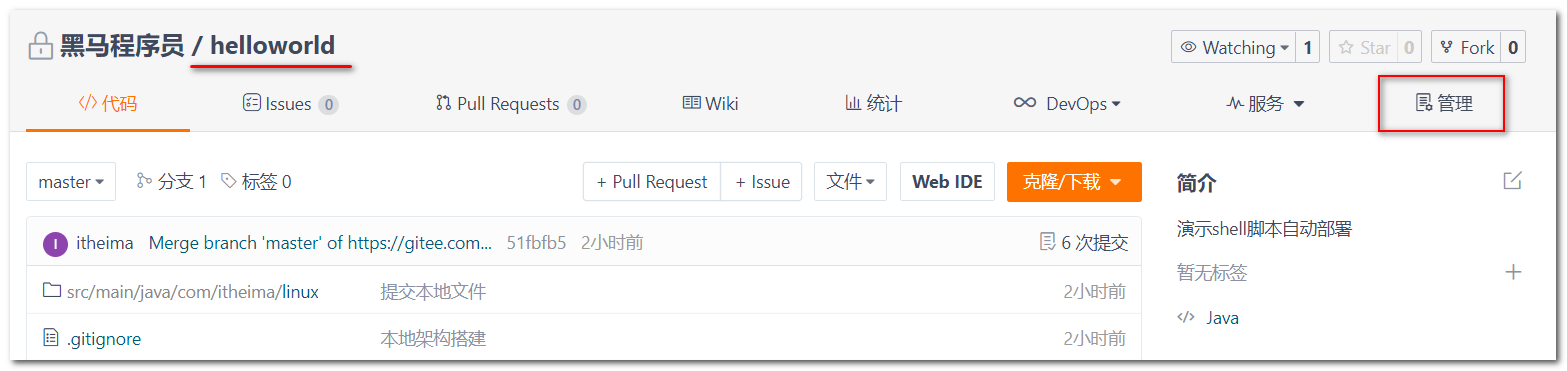 黑马程序员 / helloworld Watching 1 Star 0 Fork 0
代码 Issues 0 Pull Requests 0 Wiki 统计 DevOps 服务 管理
master 分支 1 标签 0 + Pull Request + Issue 文件 Web IDE 克隆/下载 简介
I itheima Merge branch 'master' of https://gitee.com... 51fbfb5 2小时前 6 次提交 演示shell脚本自动部署
src/main/java/com/itheima/linux 提交本地文件 2小时前 暂无标签
.gitignore 本地架构搭建 2小时前 Java